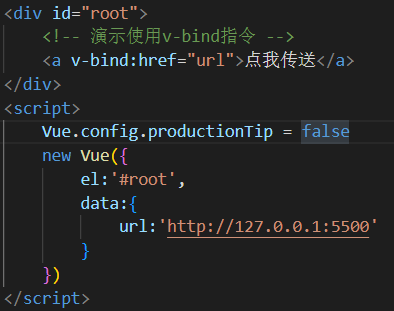 <div id="root">
<!-- 演示使用v-bind指令 -->
<a v-bind:href="url">点我传送</a>
</div>
<script>
Vue.config.productionTip = false
new Vue({
el:'#root',
data:{
url:'http://127.0.0.1:5500'
}
})
</script>